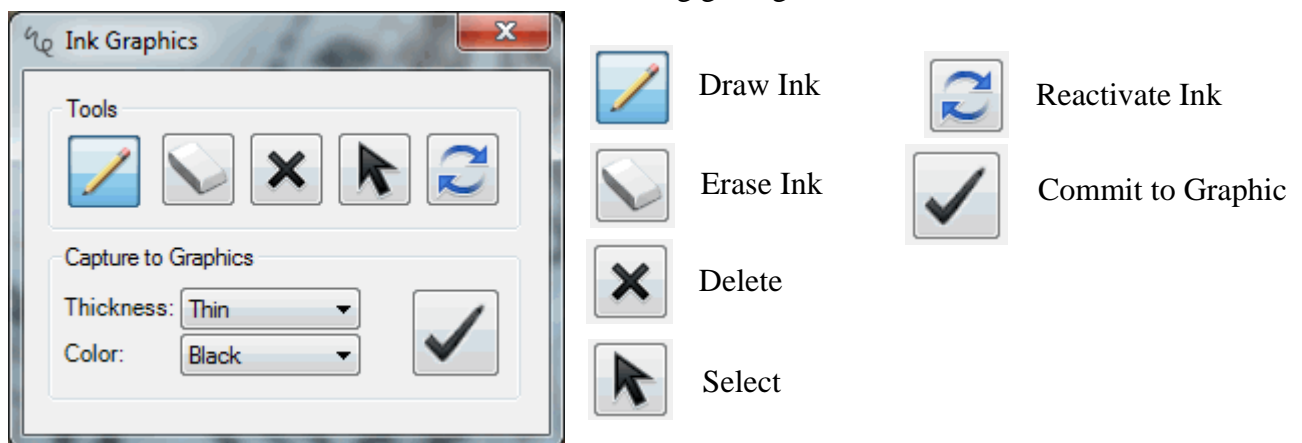 Ink Graphics
Tools
Capture to Graphics
Thickness: Thin
Color: Black
Draw Ink
Erase Ink
Delete
Select
Reactivate Ink
Commit to Graphic